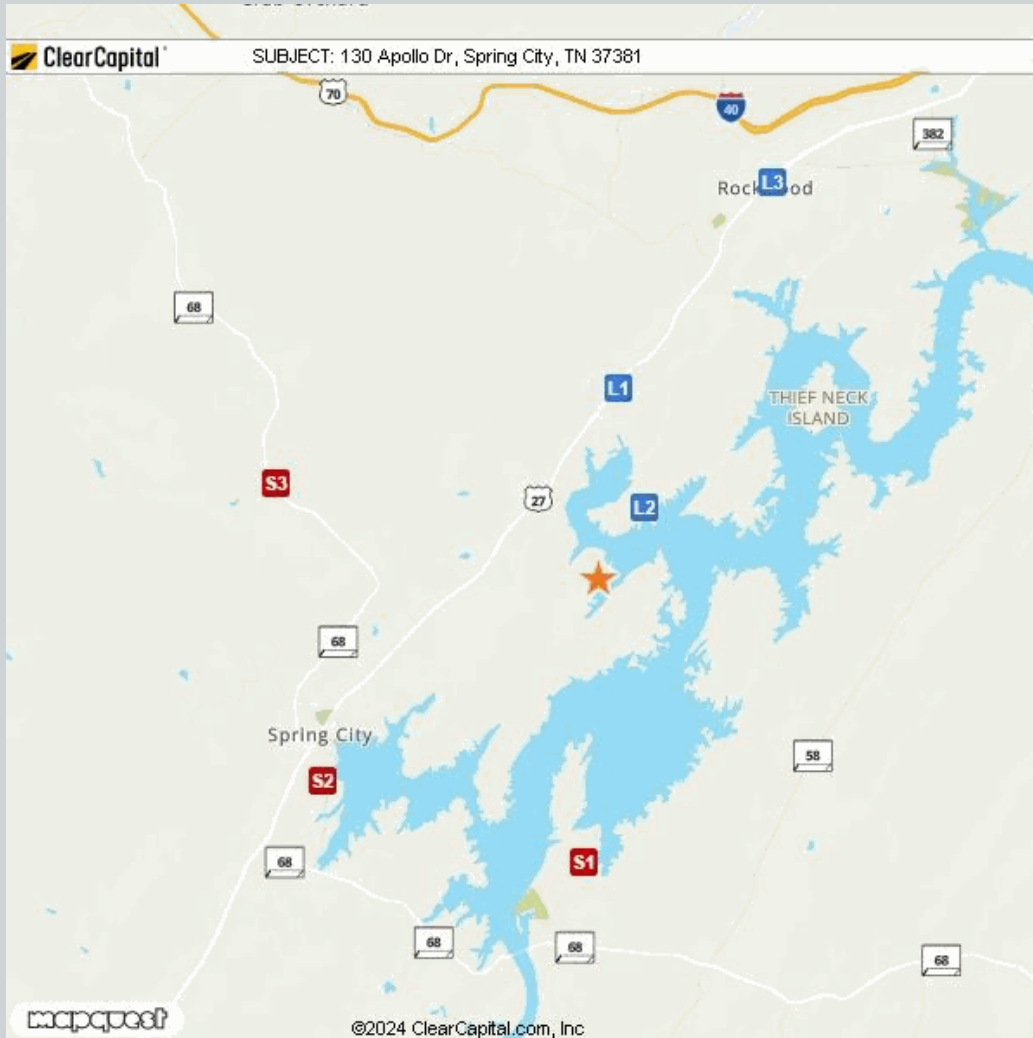 ClearCapital
SUBJECT: 130 Apollo Dr, Spring City, TN 37381
70
40
382
Rockwood
L3
68
L1
THIEF NECK
ISLAND
S3
27
L2
68
Spring City
58
S2
68
S1
68
68
68
mapquest
©2024 ClearCapital.com, Inc